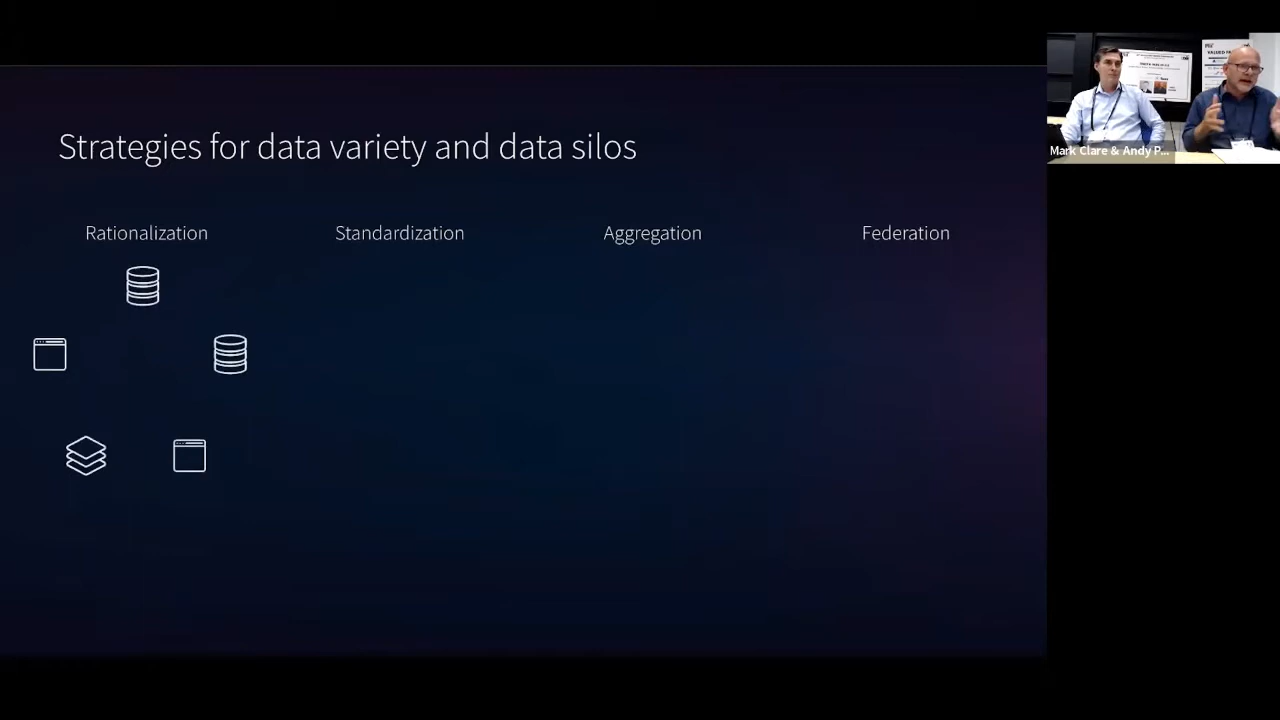 Strategies for data variety and data silos
Rationalization
Standardization
Aggregation
Federation
Mark Clare & Andy P...